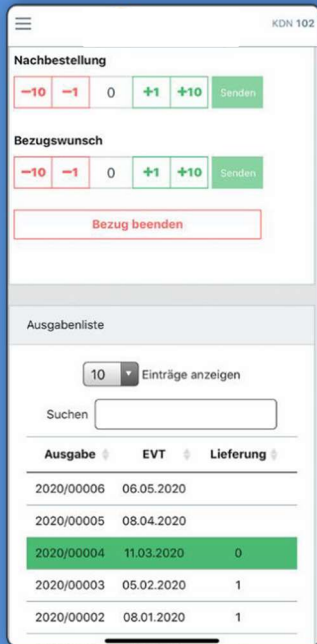 KDN 102
Nachbestellung
−10 −1 0 +1 +10 Senden
Bezugswunsch
−10 −1 0 +1 +10 Senden
Bezug beenden
Ausgabenliste
10 Einträge anzeigen
Suchen
Ausgabe EVT Lieferung
2020/00006 06.05.2020
2020/00005 08.04.2020
2020/00004 11.03.2020 0
2020/00003 05.02.2020 1
2020/00002 08.01.2020 1